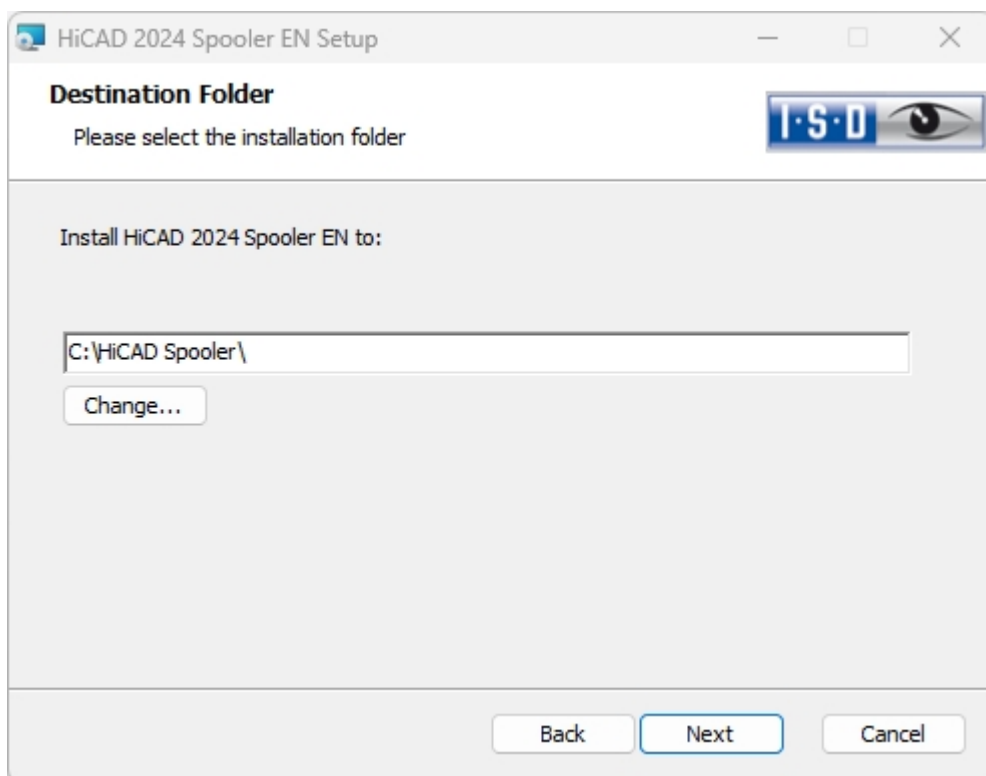 HiCAD 2024 Spooler EN Setup
Destination Folder
Please select the installation folder
I·S·D
Install HiCAD 2024 Spooler EN to:
C:\HiCAD Spooler\
Change...
Back Next Cancel